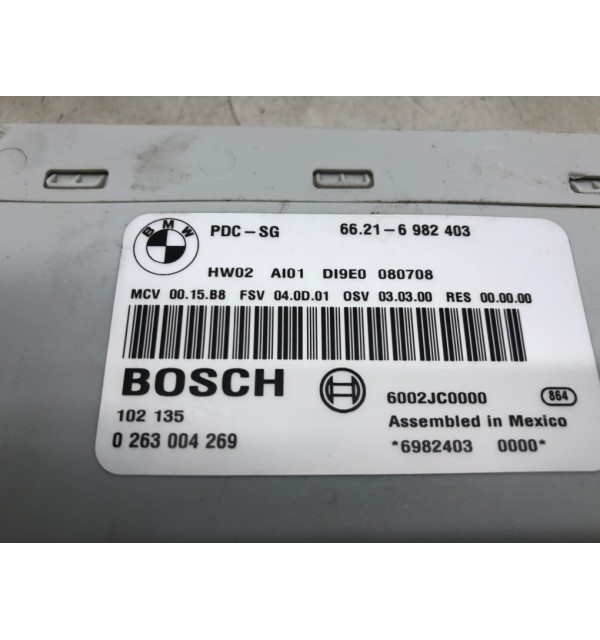 BMW PDC-SG 66.21-6 982 403
HW02 AI01 DI9E0 080708
MCV 00.15.B8 FSV 04.0D.01 OSV 03.03.00 RES 00.00.00
BOSCH
6002JC0000 864
102 135 Assembled in Mexico
0 263 004 269 *6982403 0000*